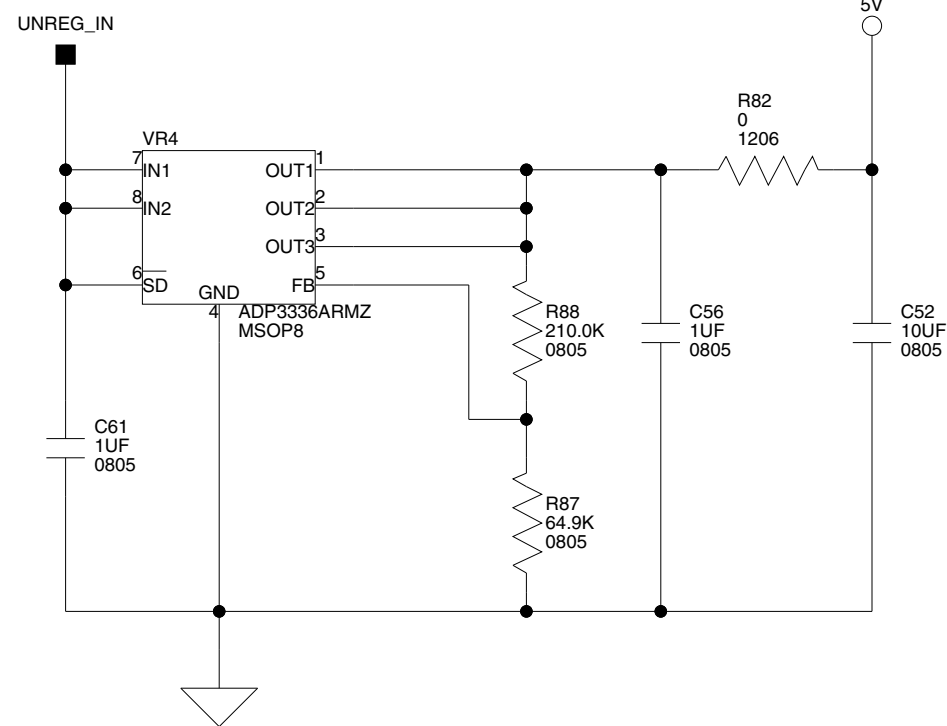 UNREG_IN
5V
R82
0
1206
VR4
7
IN1
OUT1
1
8
IN2
OUT2
2
OUT3
3
6
SD
FB
5
GND
4
ADP3336ARMZ
MSOP8
R88
210.0K
0805
C56
1UF
0805
C52
10UF
0805
C61
1UF
0805
R87
64.9K
0805